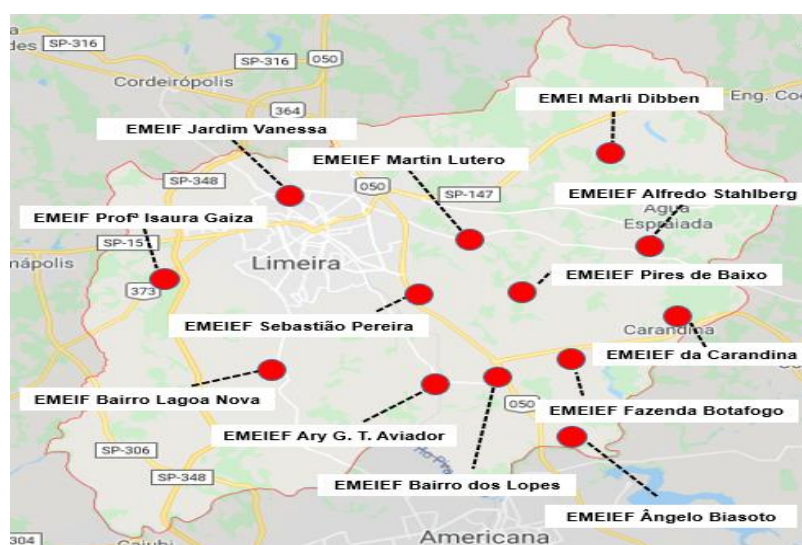 SP-316
SP-316
050
Cordeirópolis
364
EMEI Marli Dibben
Eng. Coe
EMEIF Jardim Vanessa
EMEIEF Martin Lutero
SP-348
050
SP-147
EMEIEF Alfredo Stahlberg
Água
Espraiada
EMEIF Profª Isaura Gaiza
SP-15
Limeira
EMEIEF Pires de Baixo
373
EMEIEF Sebastião Pereira
Carandina
EMEIEF da Carandina
EMEIF Bairro Lagoa Nova
050
EMEIEF Fazenda Botafogo
EMEIEF Ary G. T. Aviador
SP-306
SP-348
EMEIEF Bairro dos Lopes
EMEIEF Ângelo Biasoto
Americana
304